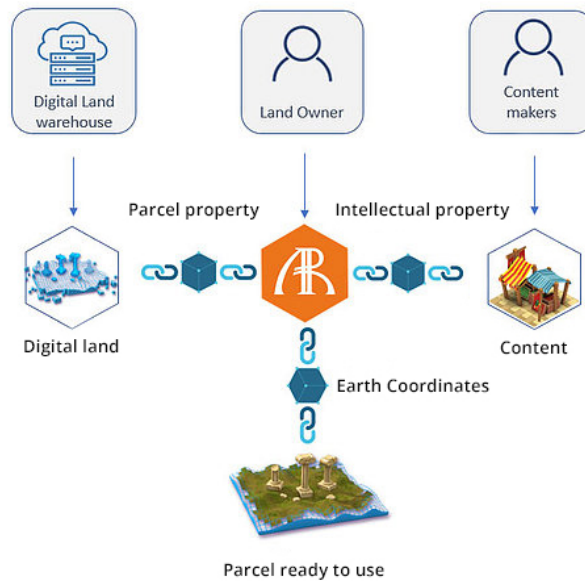 Digital Land
warehouse
Land Owner
Content
makers
Parcel property
Intellectual property
Digital land
Content
Earth Coordinates
Parcel ready to use